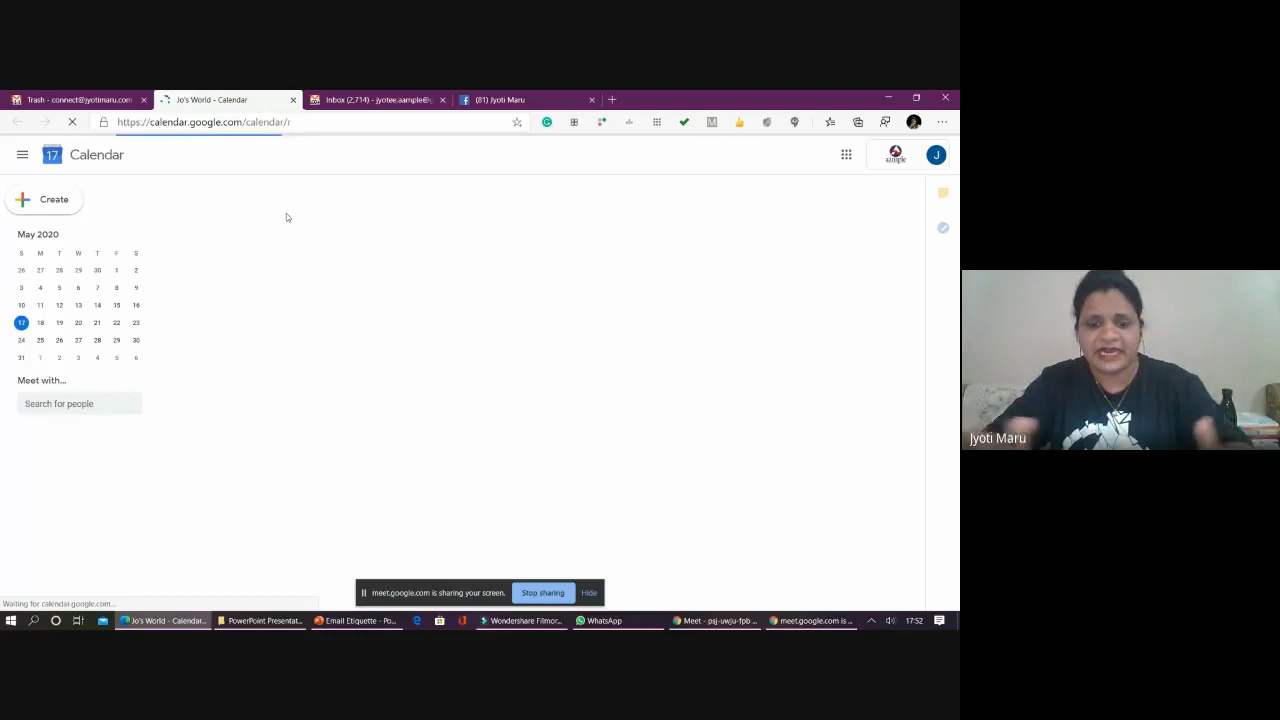 Trash - connect@jyotimaru.com
Jo's World - Calendar
Inbox (2,714) - jyotee.aample@g
(81) Jyoti Maru
https://calendar.google.com/calendar/r
17 Calendar
aample
J
Create
May 2020
S M T W T F S
26 27 28 29 30 1 2
3 4 5 6 7 8 9
10 11 12 13 14 15 16
17 18 19 20 21 22 23
24 25 26 27 28 29 30
31 1 2 3 4 5 6
Meet with...
Search for people
Jyoti Maru
meet.google.com is sharing your screen. Stop sharing Hide
Waiting for calendar.google.com...
Jo's World - Calendar... PowerPoint Presentat... Email Etiquette - Po... Wondershare Filmor... WhatsApp Meet - psj-uwju-fpb ... meet.google.com is ... 17:52